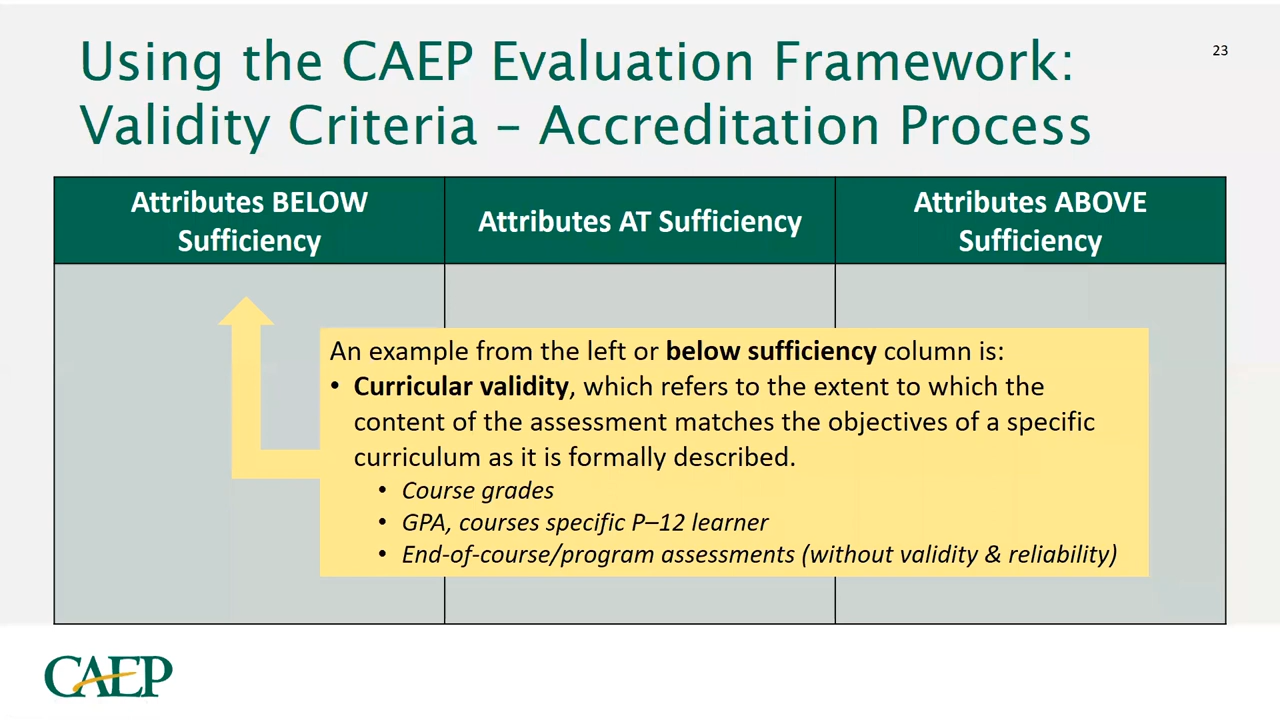 Using the CAEP Evaluation Framework:
Validity Criteria – Accreditation Process
23
Attributes BELOW
Sufficiency
Attributes AT Sufficiency
Attributes ABOVE
Sufficiency
An example from the left or below sufficiency column is:
• Curricular validity, which refers to the extent to which the
content of the assessment matches the objectives of a specific
curriculum as it is formally described.
• Course grades
• GPA, courses specific P–12 learner
• End-of-course/program assessments (without validity & reliability)
CAEP